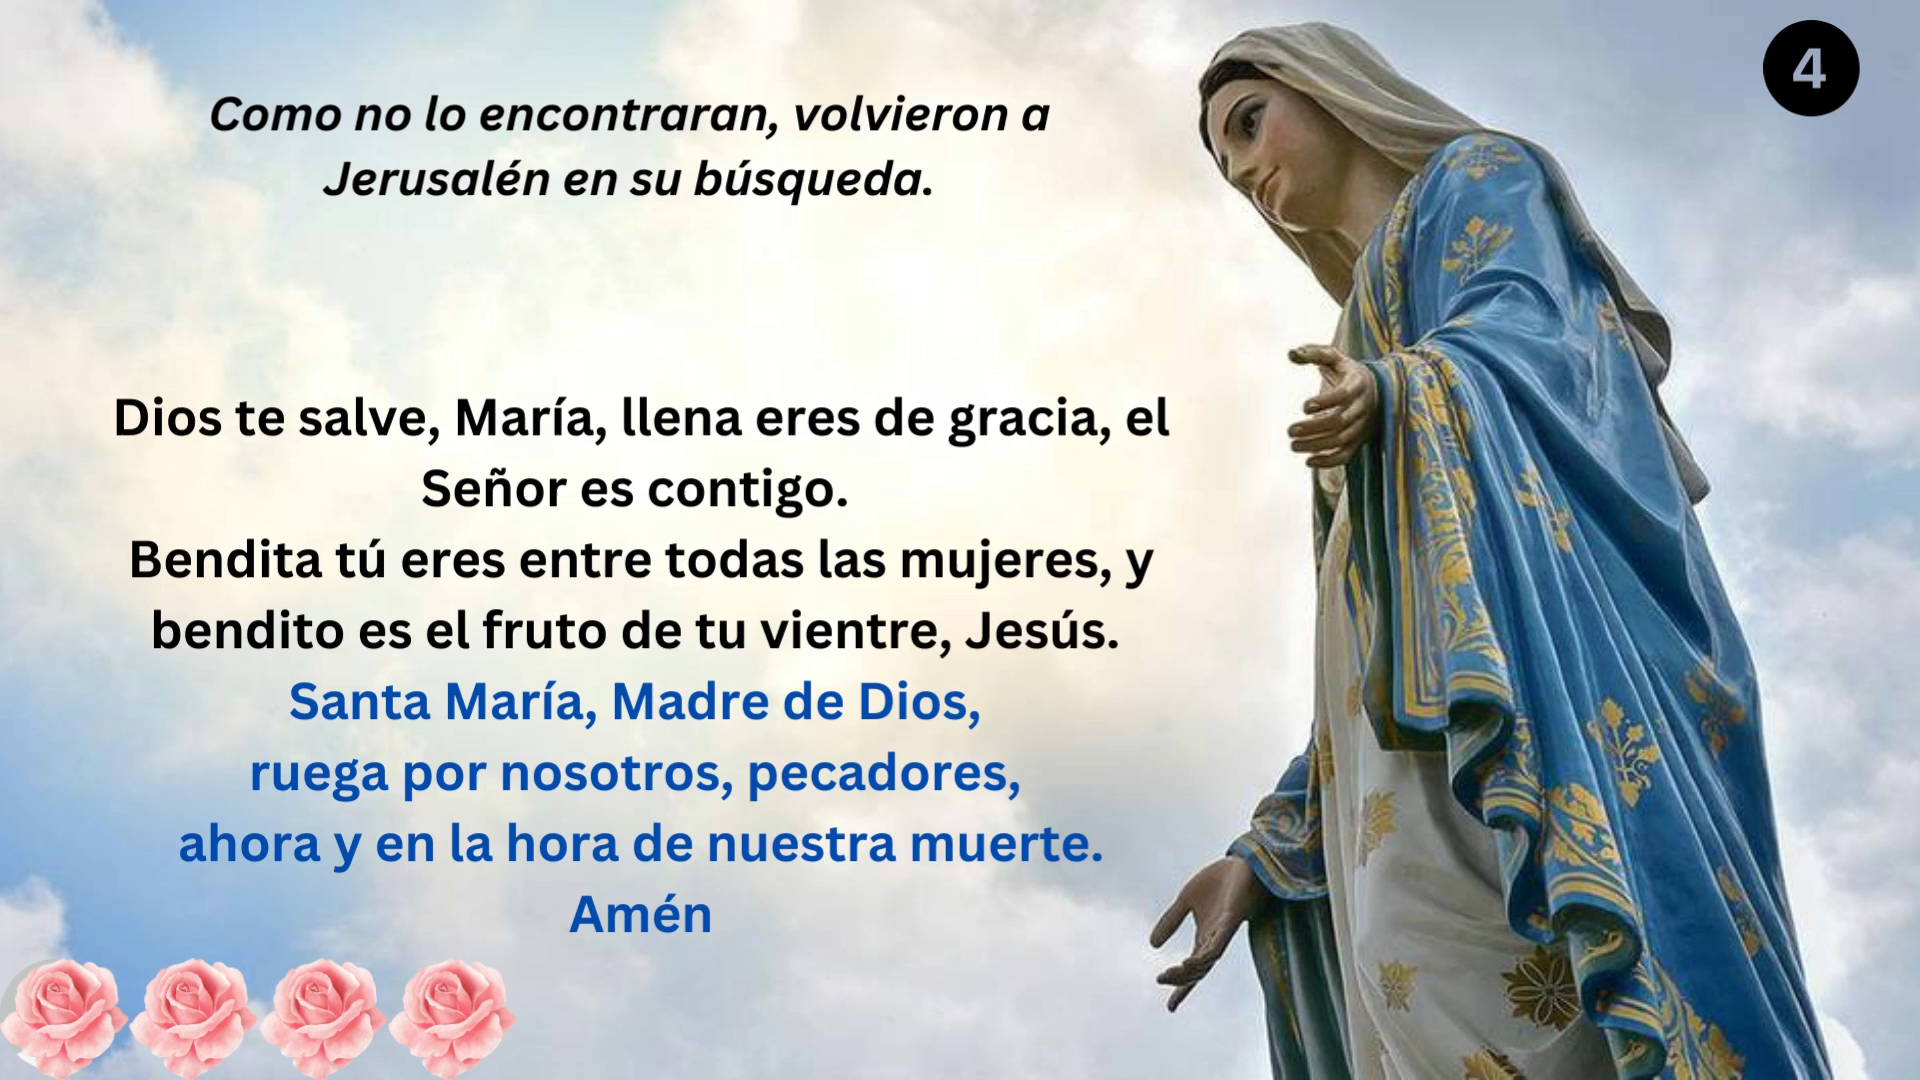 4
Como no lo encontraran, volvieron a
Jerusalén en su búsqueda.
Dios te salve, María, llena eres de gracia, el
Señor es contigo.
Bendita tú eres entre todas las mujeres, y
bendito es el fruto de tu vientre, Jesús.
Santa María, Madre de Dios,
ruega por nosotros, pecadores,
ahora y en la hora de nuestra muerte.
Amén